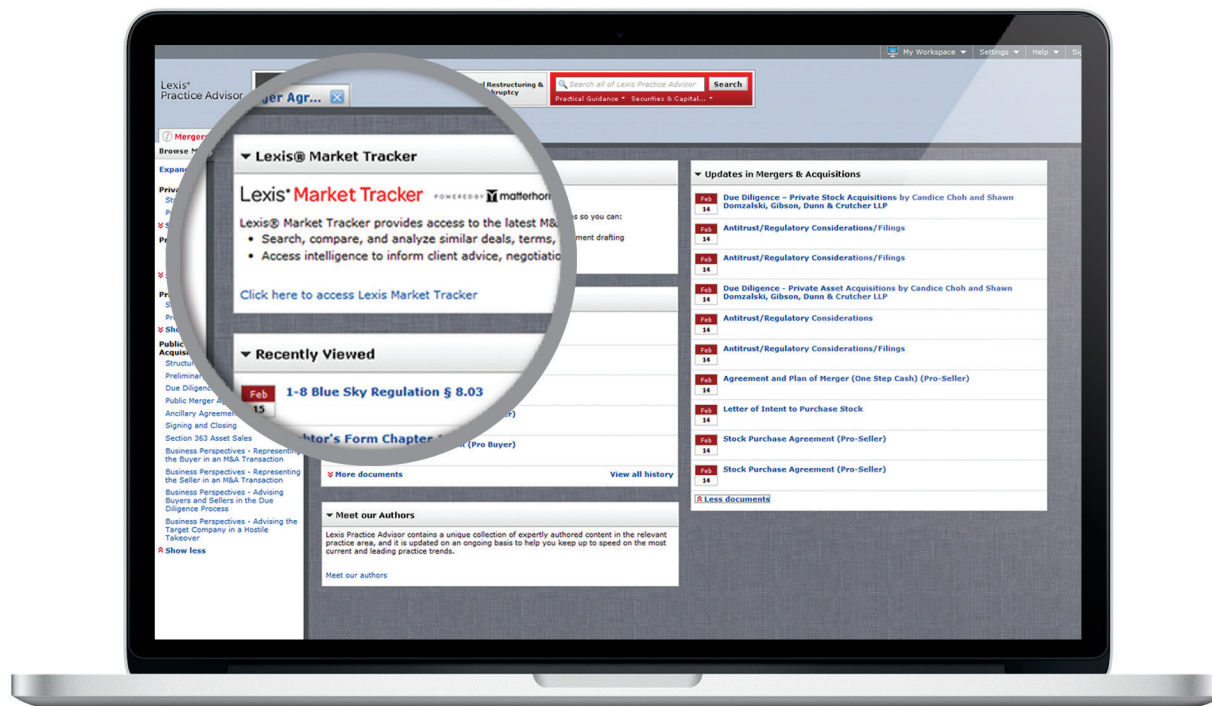 My Workspace Settings Help
Lexis®
Practice Advisor
ger Agr...
l Restructuring &
kruptcy
Search all of Lexis Practice Advisor Search
Practical Guidance Securities & Capital...
Mergers
Browse
Lexis® Market Tracker
Lexis® Market Tracker POWERED BY matterhorn
Lexis® Market Tracker provides access to the latest M&
• Search, compare, and analyze similar deals, terms,
• Access intelligence to inform client advice, negotiatio
Click here to access Lexis Market Tracker
s so you can:
ment drafting
Recently Viewed
Feb 15 1-8 Blue Sky Regulation § 8.03
tor's Form Chapter
(Pro Buyer)
More documents View all history
Public
Acquisi
Structur
Preliminar
Due Diligenc
Public Merger A
Ancillary Agreemen
Signing and Closing
Section 363 Asset Sales
Business Perspectives - Representing
the Buyer in an M&A Transaction
Business Perspectives - Representing
the Seller in an M&A Transaction
Business Perspectives - Advising
Buyers and Sellers in the Due
Diligence Process
Business Perspectives - Advising the
Target Company in a Hostile
Takeover
Show less
Meet our Authors
Lexis Practice Advisor contains a unique collection of expertly authored content in the relevant
practice area, and it is updated on an ongoing basis to help you keep up to speed on the most
current and leading practice trends.
Meet our authors
Updates in Mergers & Acquisitions
Feb 14 Due Diligence – Private Stock Acquisitions by Candice Choh and Shawn
Domzalski, Gibson, Dunn & Crutcher LLP
Feb 14 Antitrust/Regulatory Considerations/Filings
Feb 14 Antitrust/Regulatory Considerations/Filings
Feb 14 Due Diligence – Private Asset Acquisitions by Candice Choh and Shawn
Domzalski, Gibson, Dunn & Crutcher LLP
Feb 14 Antitrust/Regulatory Considerations
Feb 14 Antitrust/Regulatory Considerations/Filings
Feb 14 Agreement and Plan of Merger (One Step Cash) (Pro-Seller)
Feb 14 Letter of Intent to Purchase Stock
Feb 14 Stock Purchase Agreement (Pro-Seller)
Feb 14 Stock Purchase Agreement (Pro-Seller)
Less documents